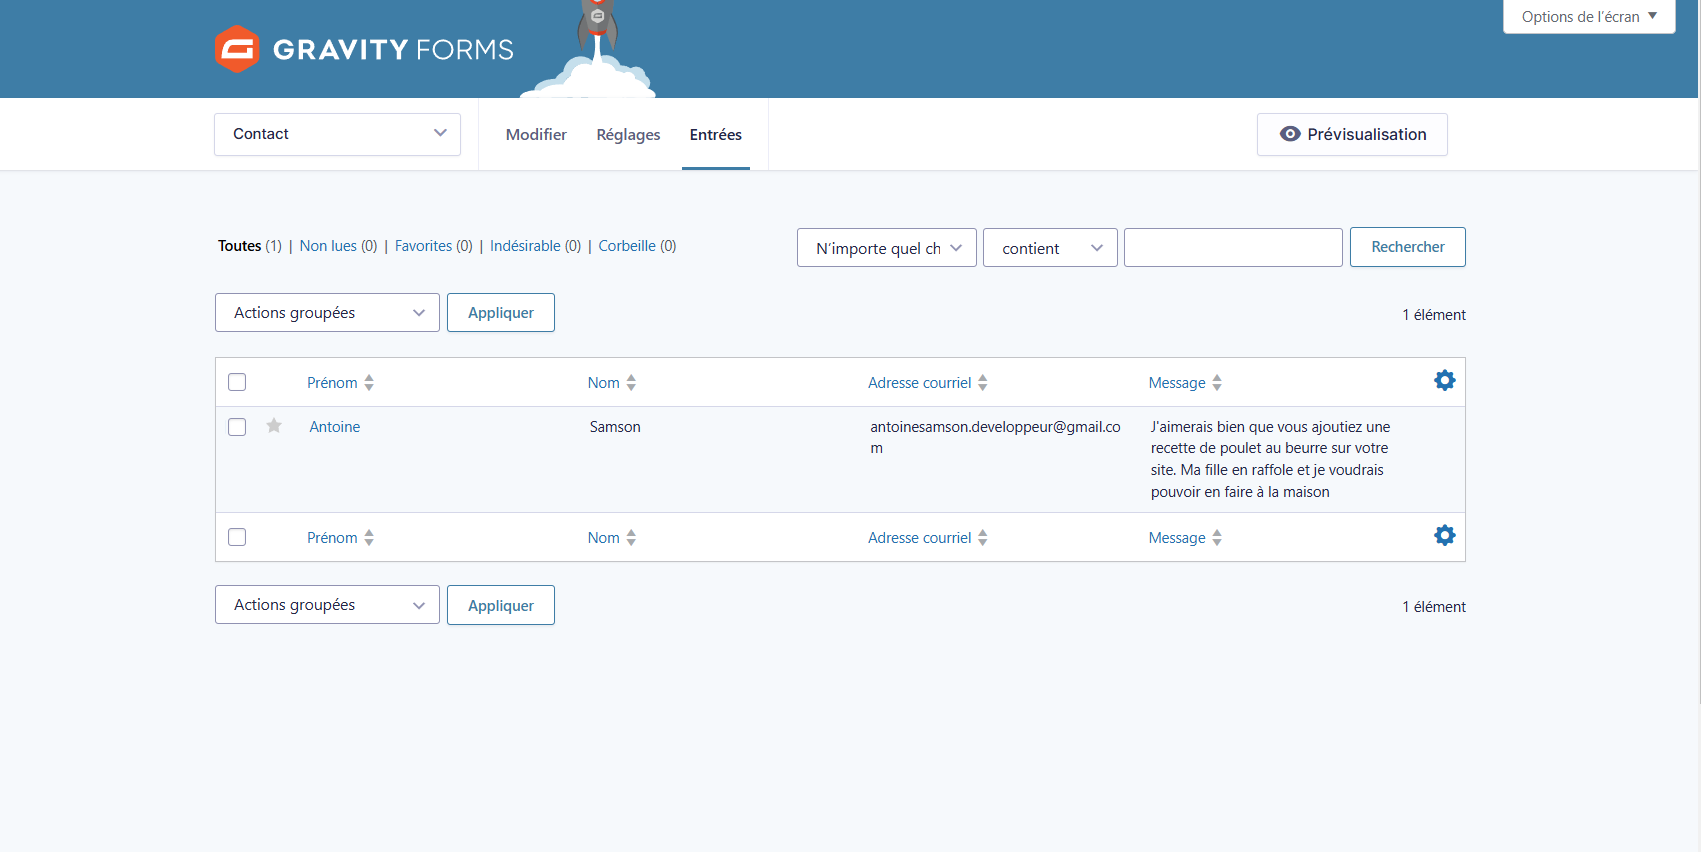 Options de l’écran ▼
GRAVITY FORMS
Contact
Modifier Réglages Entrées
Prévisualisation
Toutes (1) | Non lues (0) | Favorites (0) | Indésirable (0) | Corbeille (0)
N’importe quel ch contient Rechercher
Actions groupées Appliquer
1 élément
Prénom Nom Adresse courriel Message
Antoine Samson antoinesamson.developpeur@gmail.co J'aimerais bien que vous ajoutiez une
m recette de poulet au beurre sur votre
site. Ma fille en raffole et je voudrais
pouvoir en faire à la maison
Prénom Nom Adresse courriel Message
Actions groupées Appliquer
1 élément